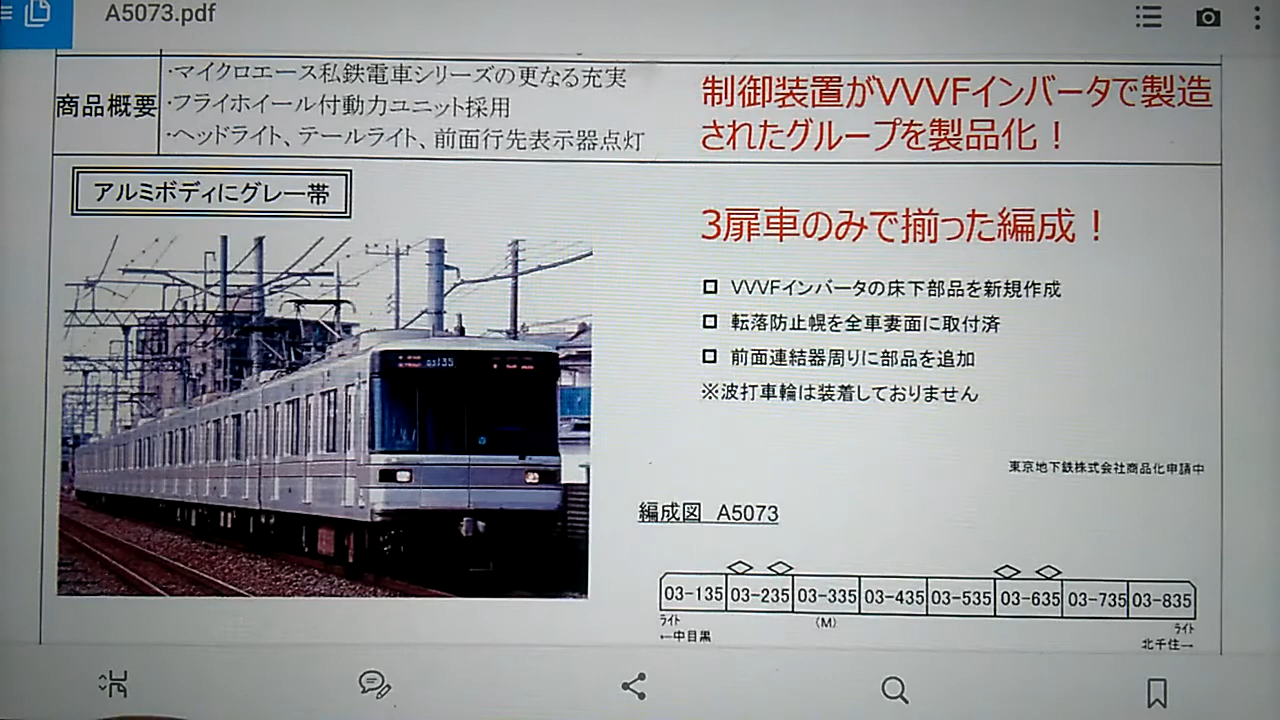 A5073.pdf
商品概要
·マイクロエース私鉄電車シリーズの更なる充実
·フライホイール付動力ユニット採用
·ヘッドライト、テールライト、前面行先表示器点灯
制御装置がVVVFインバータで製造
されたグループを製品化！
アルミボディにグレー帯
3扉車のみで揃った編成！
VVVFインバータの床下部品を新規作成
転落防止幌を全車妻面に取付済
前面連結器周りに部品を追加
※波打車輪は装着しておりません
東京地下鉄株式会社商品化申請中
編成図 A5073
03-135 03-235 03-335 03-435 03-535 03-635 03-735 03-835
ﾗｲﾄ (M) ﾗｲﾄ
←中目黒 北千住→